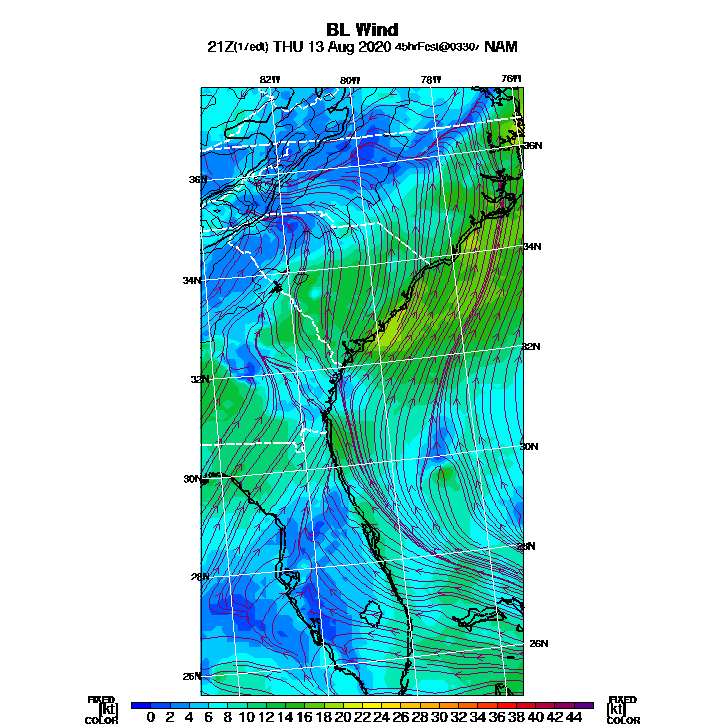 BL Wind
21Z(17edt) THU 13 Aug 2020 45hrFcst@0330z NAM
82W 80W 78W 76W
36N
36N
34N
34N
32N
32N
30N
30N
28N
28N
26N
26N
FIXED FIXED
[kt] [kt]
COLOR COLOR
0 2 4 6 8 10 12 14 16 18 20 22 24 26 28 30 32 34 36 38 40 42 44